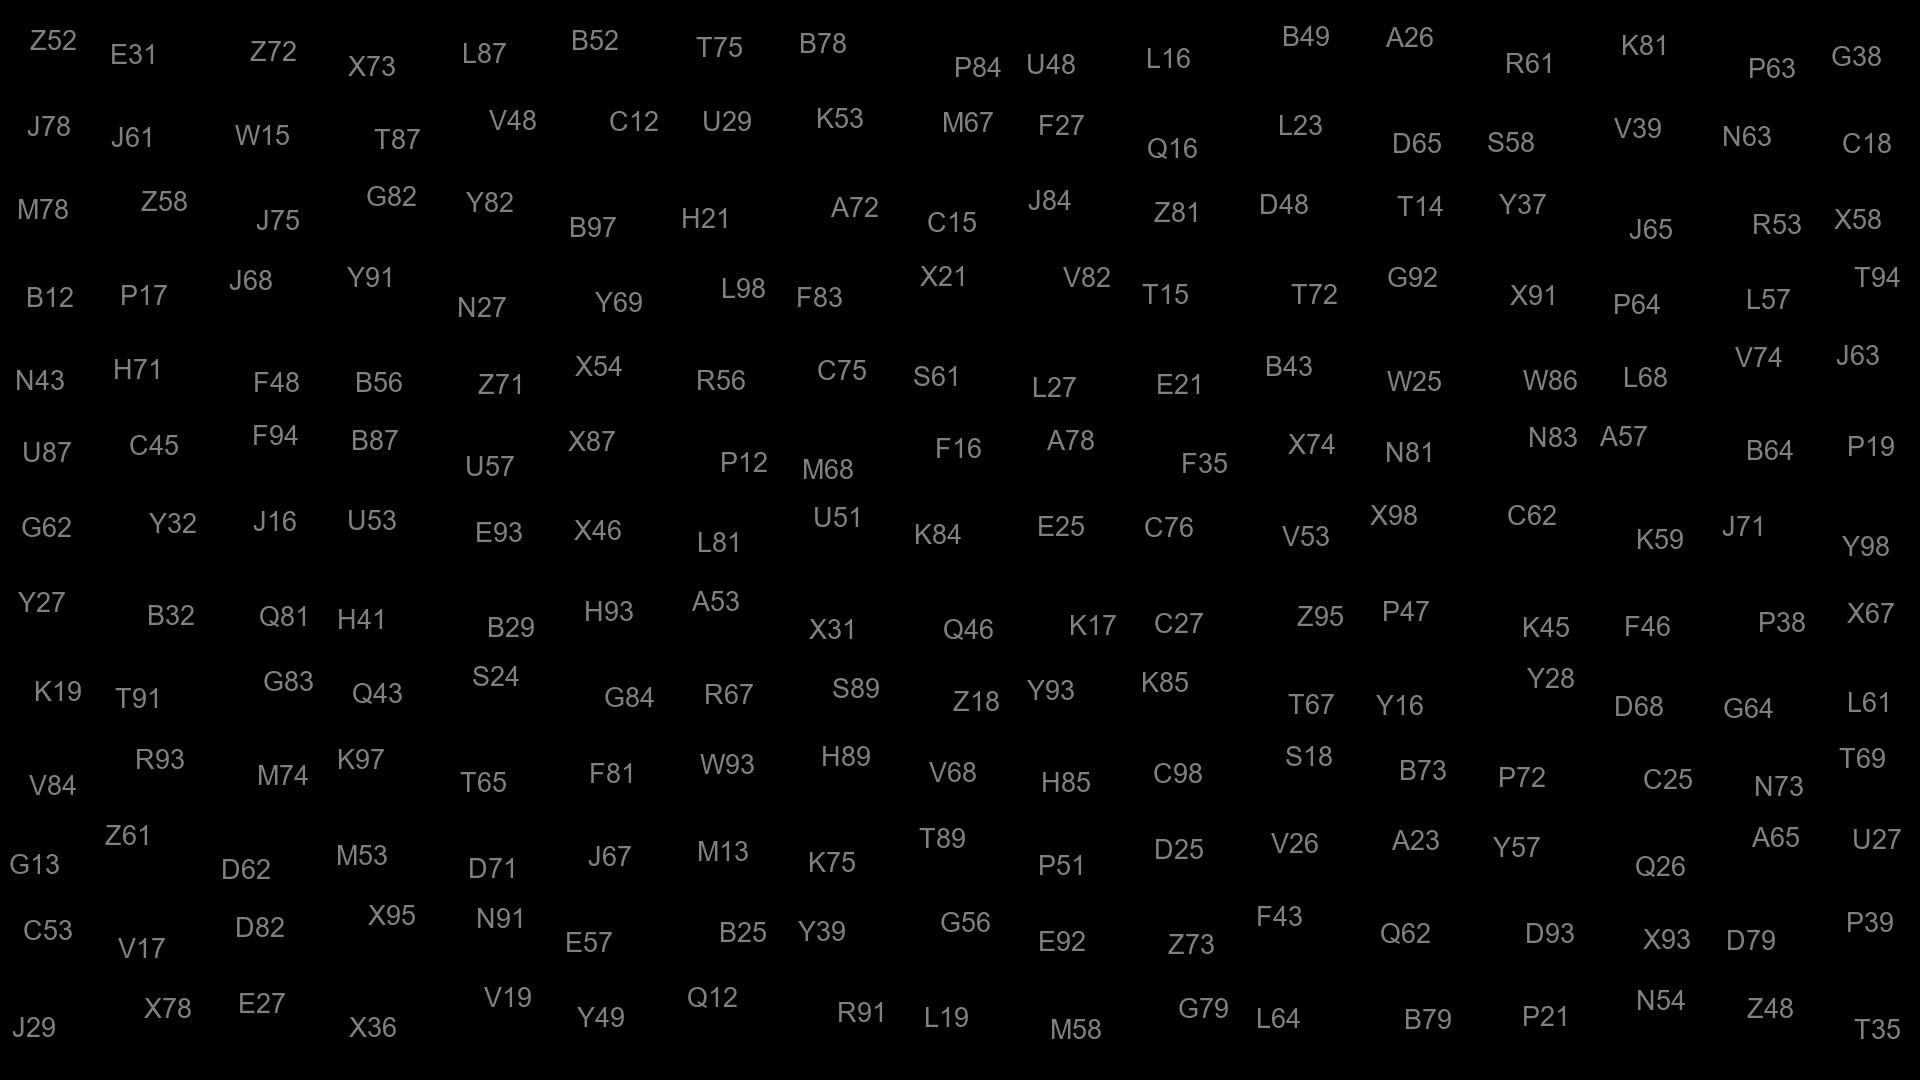 Z52 E31 Z72 X73 L87 B52 T75 B78 P84 U48 L16 B49 A26 R61 K81 P63 G38
J78 J61 W15 T87 V48 C12 U29 K53 M67 F27 Q16 L23 D65 S58 V39 N63 C18
M78 Z58 J75 G82 Y82 B97 H21 A72 C15 J84 Z81 D48 T14 Y37 J65 R53 X58
B12 P17 J68 Y91 N27 Y69 L98 F83 X21 V82 T15 T72 G92 X91 P64 L57 T94
N43 H71 F48 B56 Z71 X54 R56 C75 S61 L27 E21 B43 W25 W86 L68 V74 J63
U87 C45 F94 B87 U57 X87 P12 M68 F16 A78 F35 X74 N81 N83 A57 B64 P19
G62 Y32 J16 U53 E93 X46 L81 U51 K84 E25 C76 V53 X98 C62 K59 J71 Y98
Y27 B32 Q81 H41 B29 H93 A53 X31 Q46 K17 C27 Z95 P47 K45 F46 P38 X67
K19 T91 G83 Q43 S24 G84 R67 S89 Z18 Y93 K85 T67 Y16 Y28 D68 G64 L61
V84 R93 M74 K97 T65 F81 W93 H89 V68 H85 C98 S18 B73 P72 C25 N73 T69
G13 Z61 D62 M53 D71 J67 M13 K75 T89 P51 D25 V26 A23 Y57 Q26 A65 U27
C53 V17 D82 X95 N91 E57 B25 Y39 G56 E92 Z73 F43 Q62 D93 X93 D79 P39
J29 X78 E27 X36 V19 Y49 Q12 R91 L19 M58 G79 L64 B79 P21 N54 Z48 T35